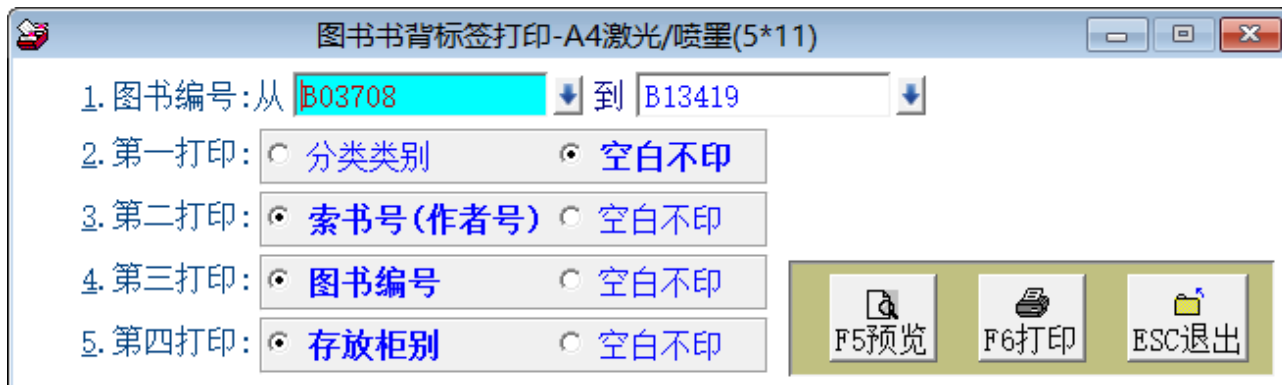 图书书背标签打印-A4激光/喷墨(5*11)
1.图书编号:从 B03708 到 B13419
2.第一打印: 分类类别 空白不印
3.第二打印: 索书号(作者号) 空白不印
4.第三打印: 图书编号 空白不印
5.第四打印: 存放柜别 空白不印
F5预览 F6打印 ESC退出